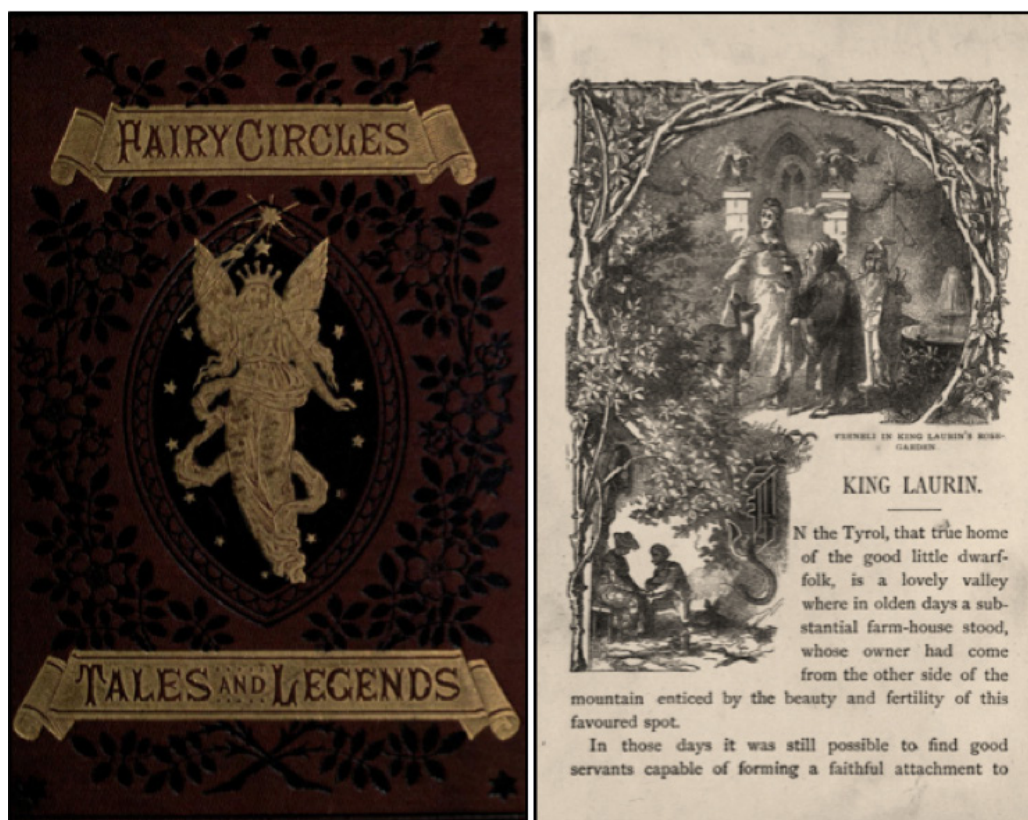 FAIRY CIRCLES
TALES AND LEGENDS
VERNELI IN KING LAURIN'S ROSE-
GARDEN
KING LAURIN.
IN the Tyrol, that true home
of the good little dwarf-
folk, is a lovely valley
where in olden days a sub-
stantial farm-house stood,
whose owner had come
from the other side of the
mountain enticed by the beauty and fertility of this
favoured spot.
In those days it was still possible to find good
servants capable of forming a faithful attachment to